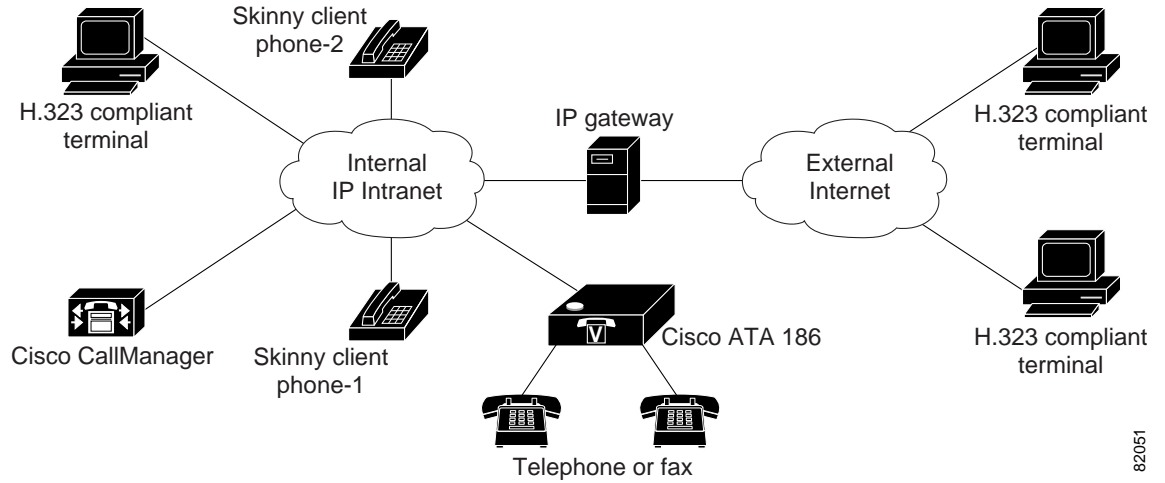 Skinny client
phone-2
H.323 compliant
terminal
IP gateway
H.323 compliant
terminal
Internal
IP Intranet
External
Internet
Cisco CallManager
Skinny client
phone-1
V
Cisco ATA 186
H.323 compliant
terminal
Telephone or fax
82051